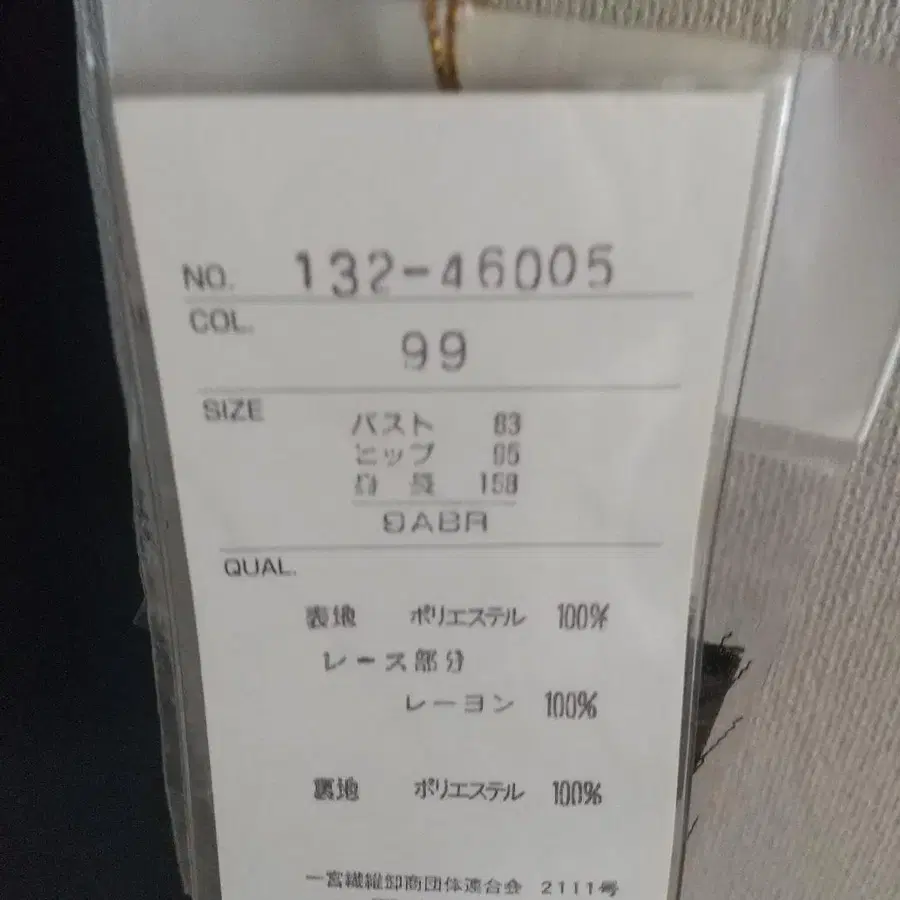 NO. 132-46005
COL.
99
SIZE
バスト 83
ヒップ 95
身長 158
9ABR
QUAL.
表地 ポリエステル 100%
レース部分
レーヨン 100%
裏地 ポリエステル 100%
一宮繊維卸商団体連合会 2111号